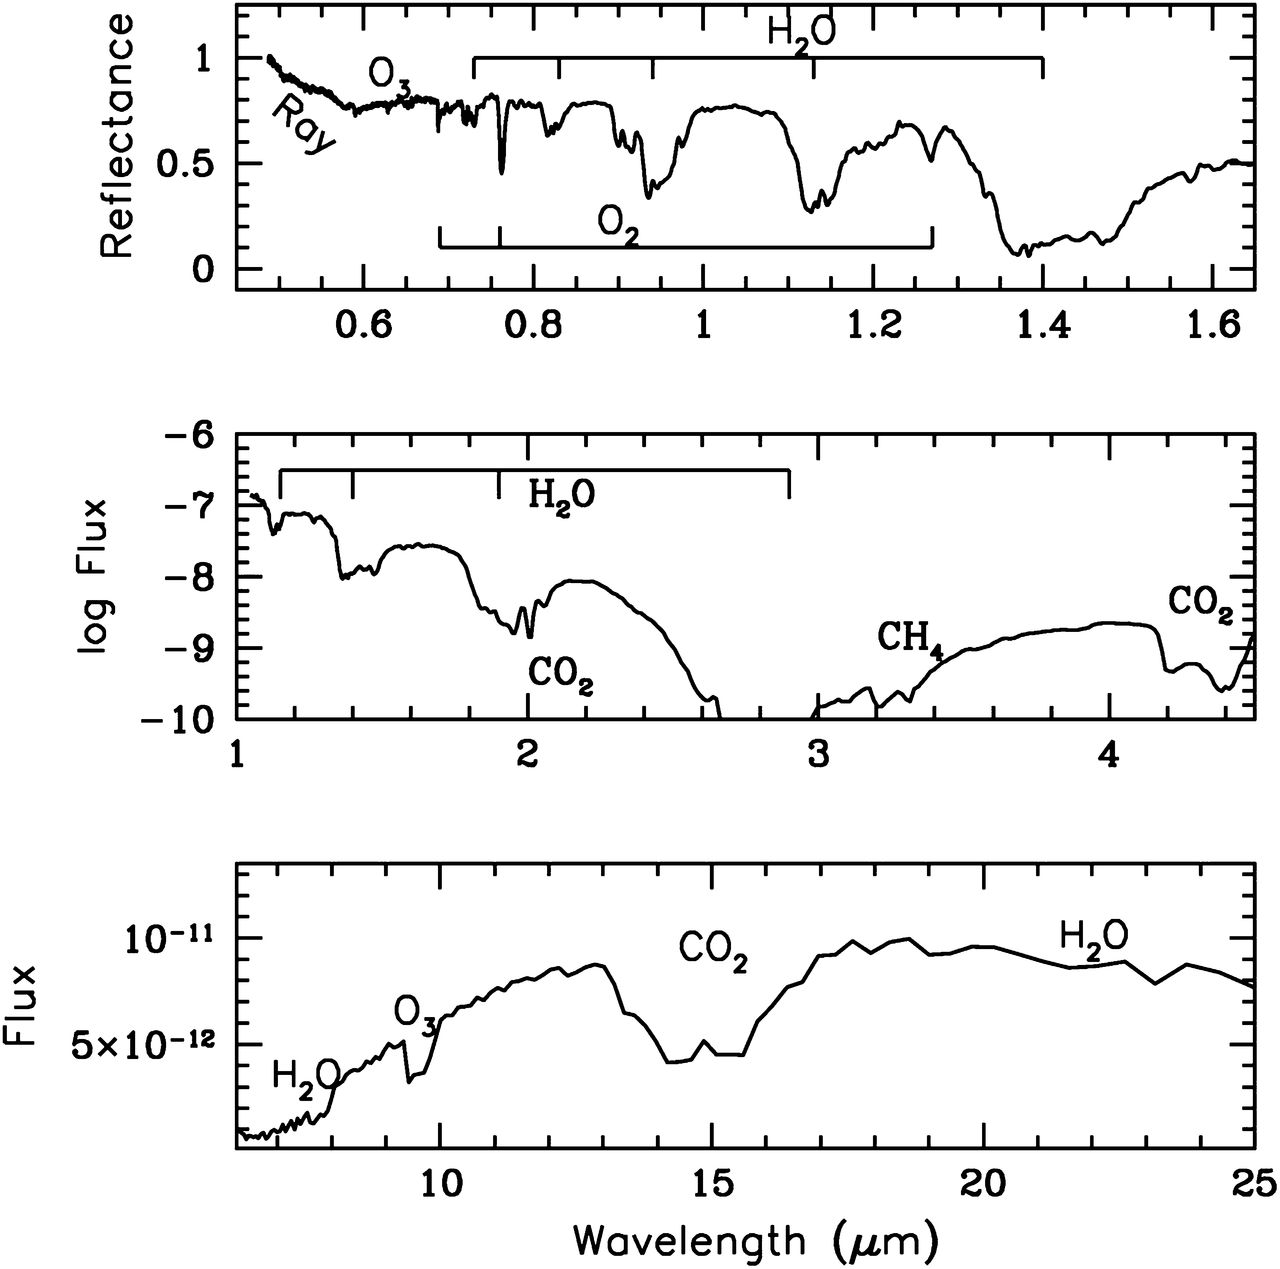 H₂O
1
O₃
Ray
Reflectance
0.5
O₂
0
0.6 0.8 1 1.2 1.4 1.6
−6
H₂O
−7
log Flux
−8
CO₂
CH₄
−9
CO₂
−10
1 2 3 4
10⁻¹¹
CO₂
H₂O
O₃
Flux
5×10⁻¹²
H₂O
10 15 20 25
Wavelength (μm)